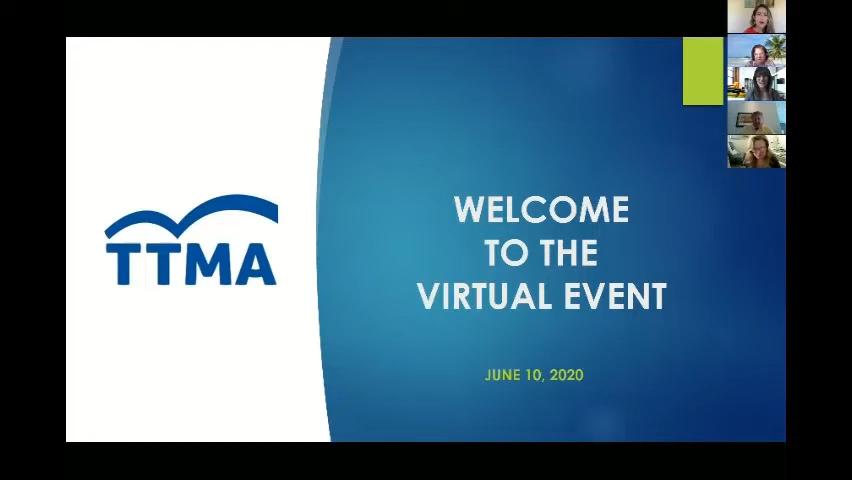 TTMA
WELCOME
TO THE
VIRTUAL EVENT
JUNE 10, 2020